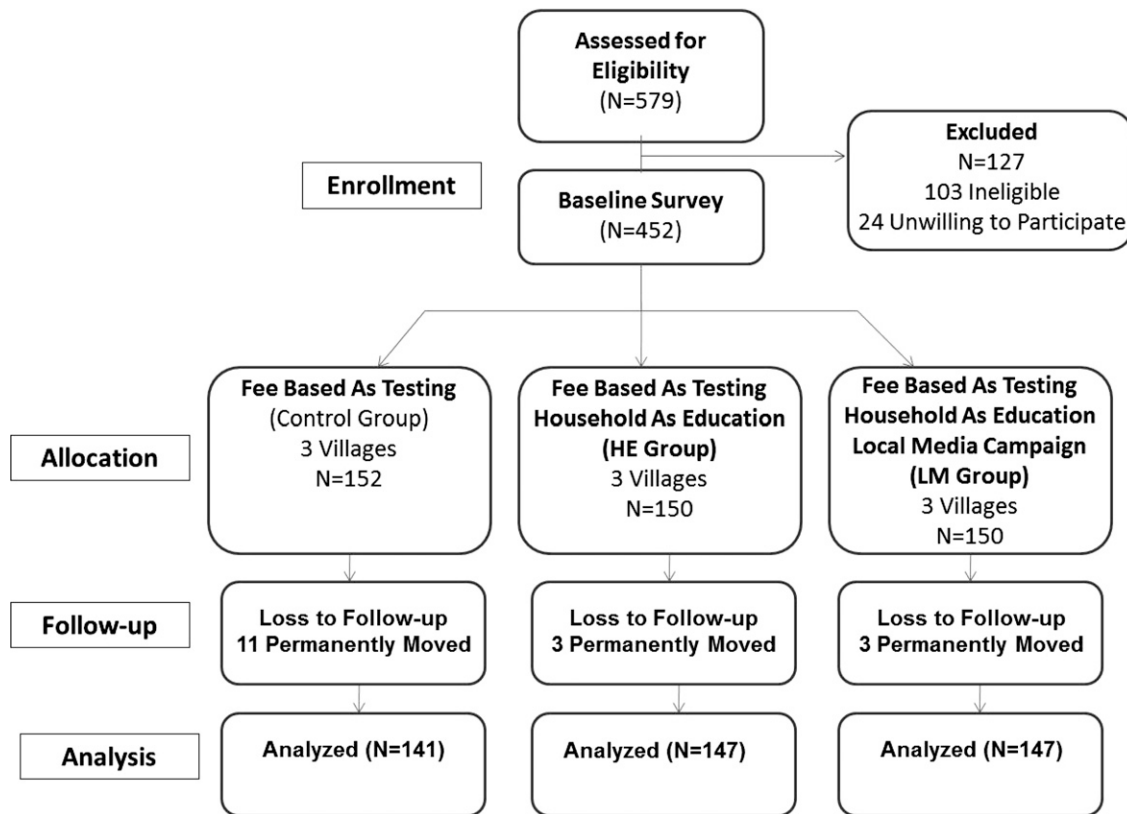 Assessed for
Eligibility
(N=579)
Excluded
N=127
103 Ineligible
24 Unwilling to Participate
Enrollment
Baseline Survey
(N=452)
Allocation
Fee Based As Testing
(Control Group)
3 Villages
N=152
Fee Based As Testing
Household As Education
(HE Group)
3 Villages
N=150
Fee Based As Testing
Household As Education
Local Media Campaign
(LM Group)
3 Villages
N=150
Follow-up
Loss to Follow-up
11 Permanently Moved
Loss to Follow-up
3 Permanently Moved
Loss to Follow-up
3 Permanently Moved
Analysis
Analyzed (N=141)
Analyzed (N=147)
Analyzed (N=147)